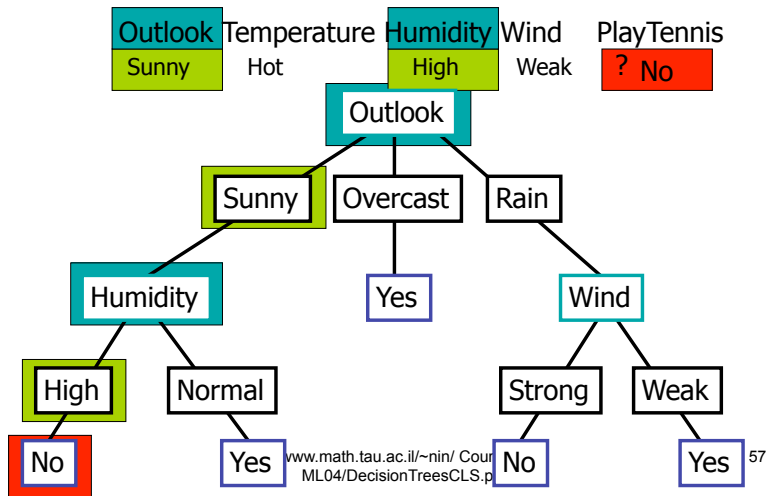 Outlook Temperature Humidity Wind PlayTennis
Sunny Hot High Weak ? No
Outlook
Sunny Overcast Rain
Humidity Yes Wind
High Normal Strong Weak
No Yes www.math.tau.ac.il/~nin/ Cour No Yes 57
ML04/DecisionTreesCLS.p